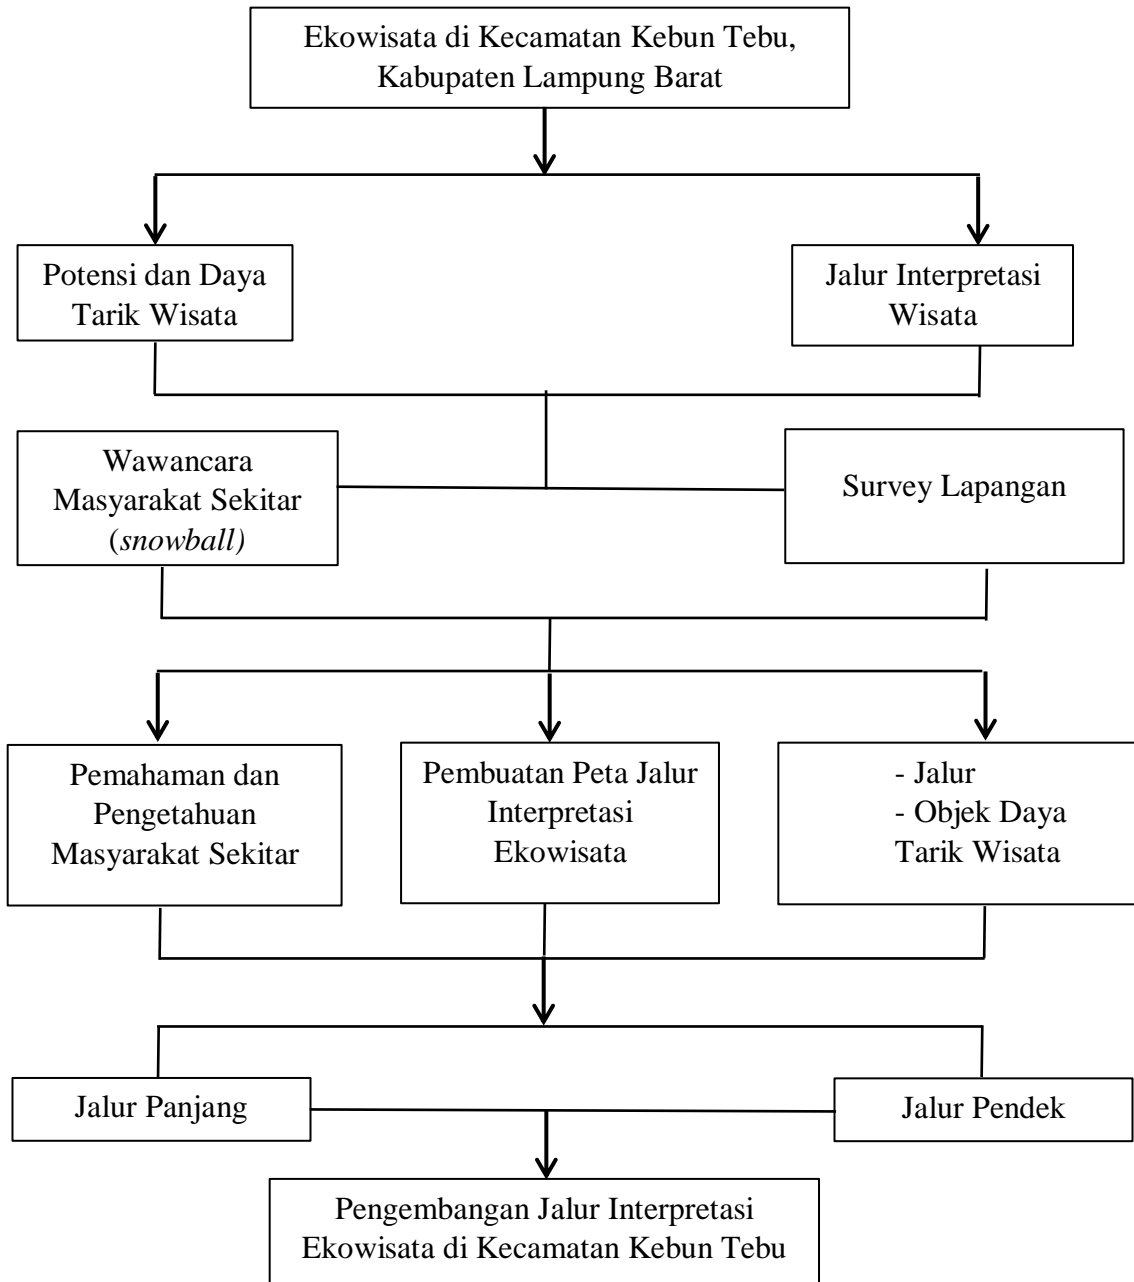 Ekowisata di Kecamatan Kebun Tebu,
Kabupaten Lampung Barat
Potensi dan Daya
Tarik Wisata
Jalur Interpretasi
Wisata
Wawancara
Masyarakat Sekitar
(snowball)
Survey Lapangan
Pemahaman dan
Pengetahuan
Masyarakat Sekitar
Pembuatan Peta Jalur
Interpretasi
Ekowisata
- Jalur
- Objek Daya
Tarik Wisata
Jalur Panjang
Jalur Pendek
Pengembangan Jalur Interpretasi
Ekowisata di Kecamatan Kebun Tebu